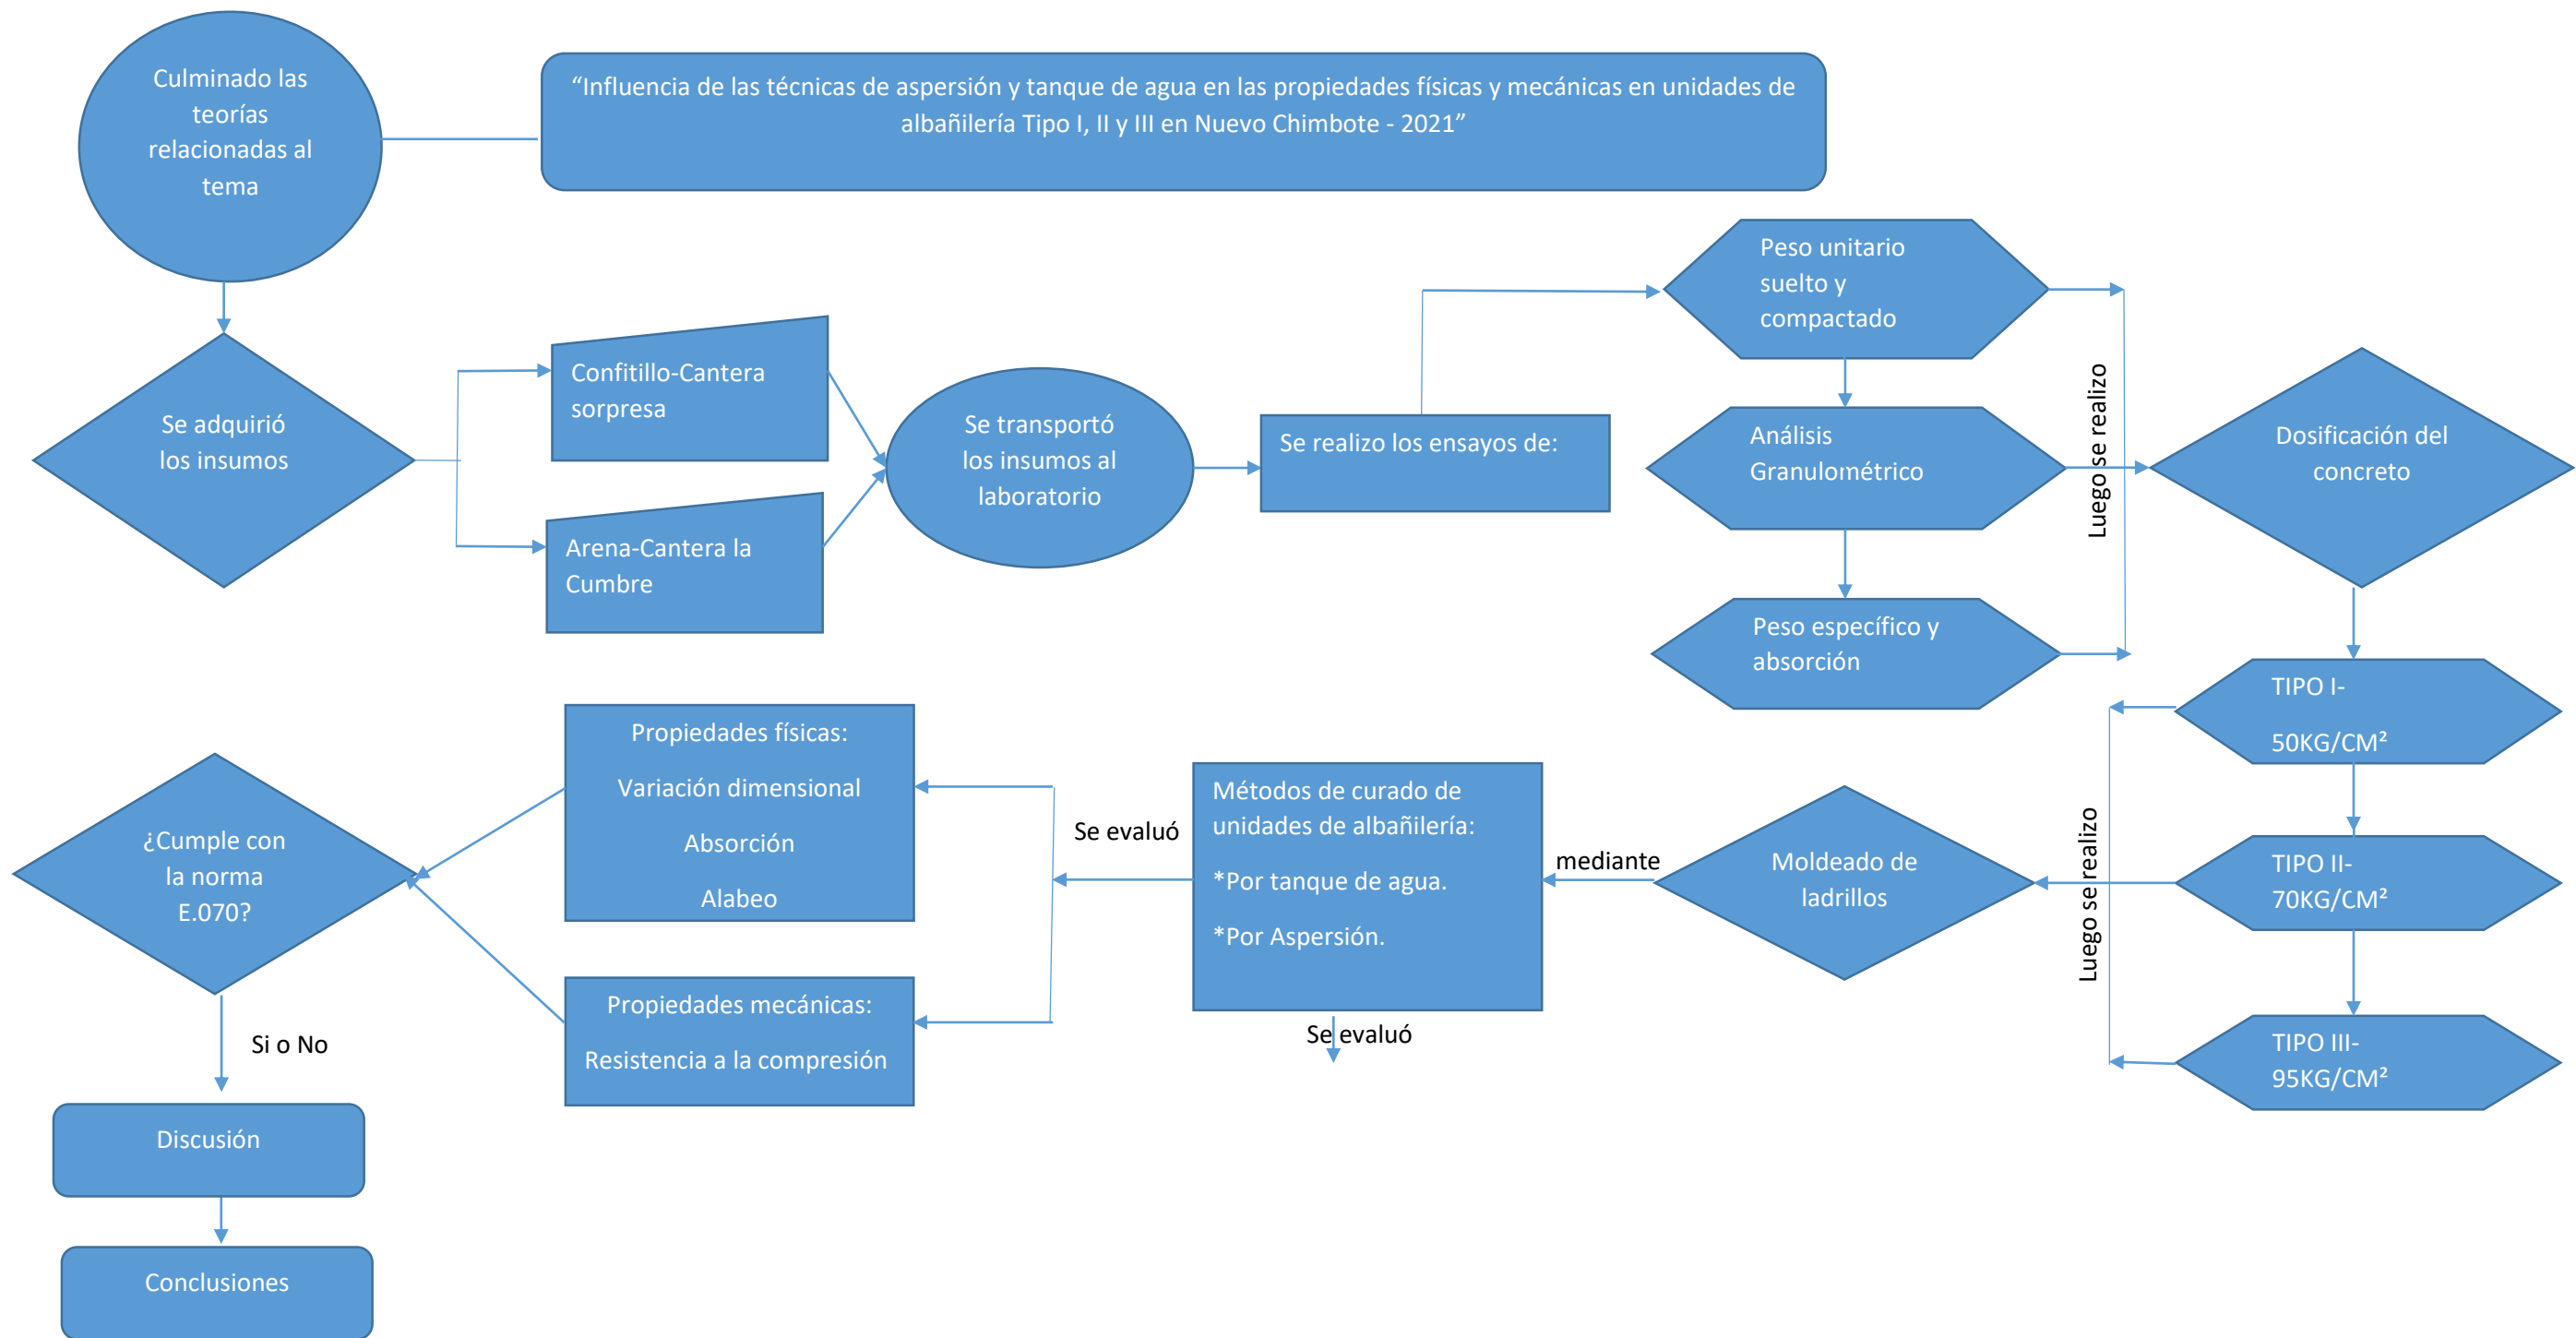 Culminado las
teorías
relacionadas al
tema
“Influencia de las técnicas de aspersión y tanque de agua en las propiedades físicas y mecánicas en unidades de
albañilería Tipo I, II y III en Nuevo Chimbote - 2021”
Se adquirió
los insumos
Confitillo-Cantera
sorpresa
Arena-Cantera la
Cumbre
Se transportó
los insumos al
laboratorio
Se realizo los ensayos de:
Peso unitario
suelto y
compactado
Análisis
Granulométrico
Peso específico y
absorción
Luego se realizo
Dosificación del
concreto
TIPO I-
50KG/CM²
TIPO II-
70KG/CM²
TIPO III-
95KG/CM²
Luego se realizo
Moldeado de
ladrillos
mediante
Métodos de curado de
unidades de albañilería:
*Por tanque de agua.
*Por Aspersión.
Se evaluó
Se evaluó
Propiedades físicas:
Variación dimensional
Absorción
Alabeo
Propiedades mecánicas:
Resistencia a la compresión
¿Cumple con
la norma
E.070?
Si o No
Discusión
Conclusiones